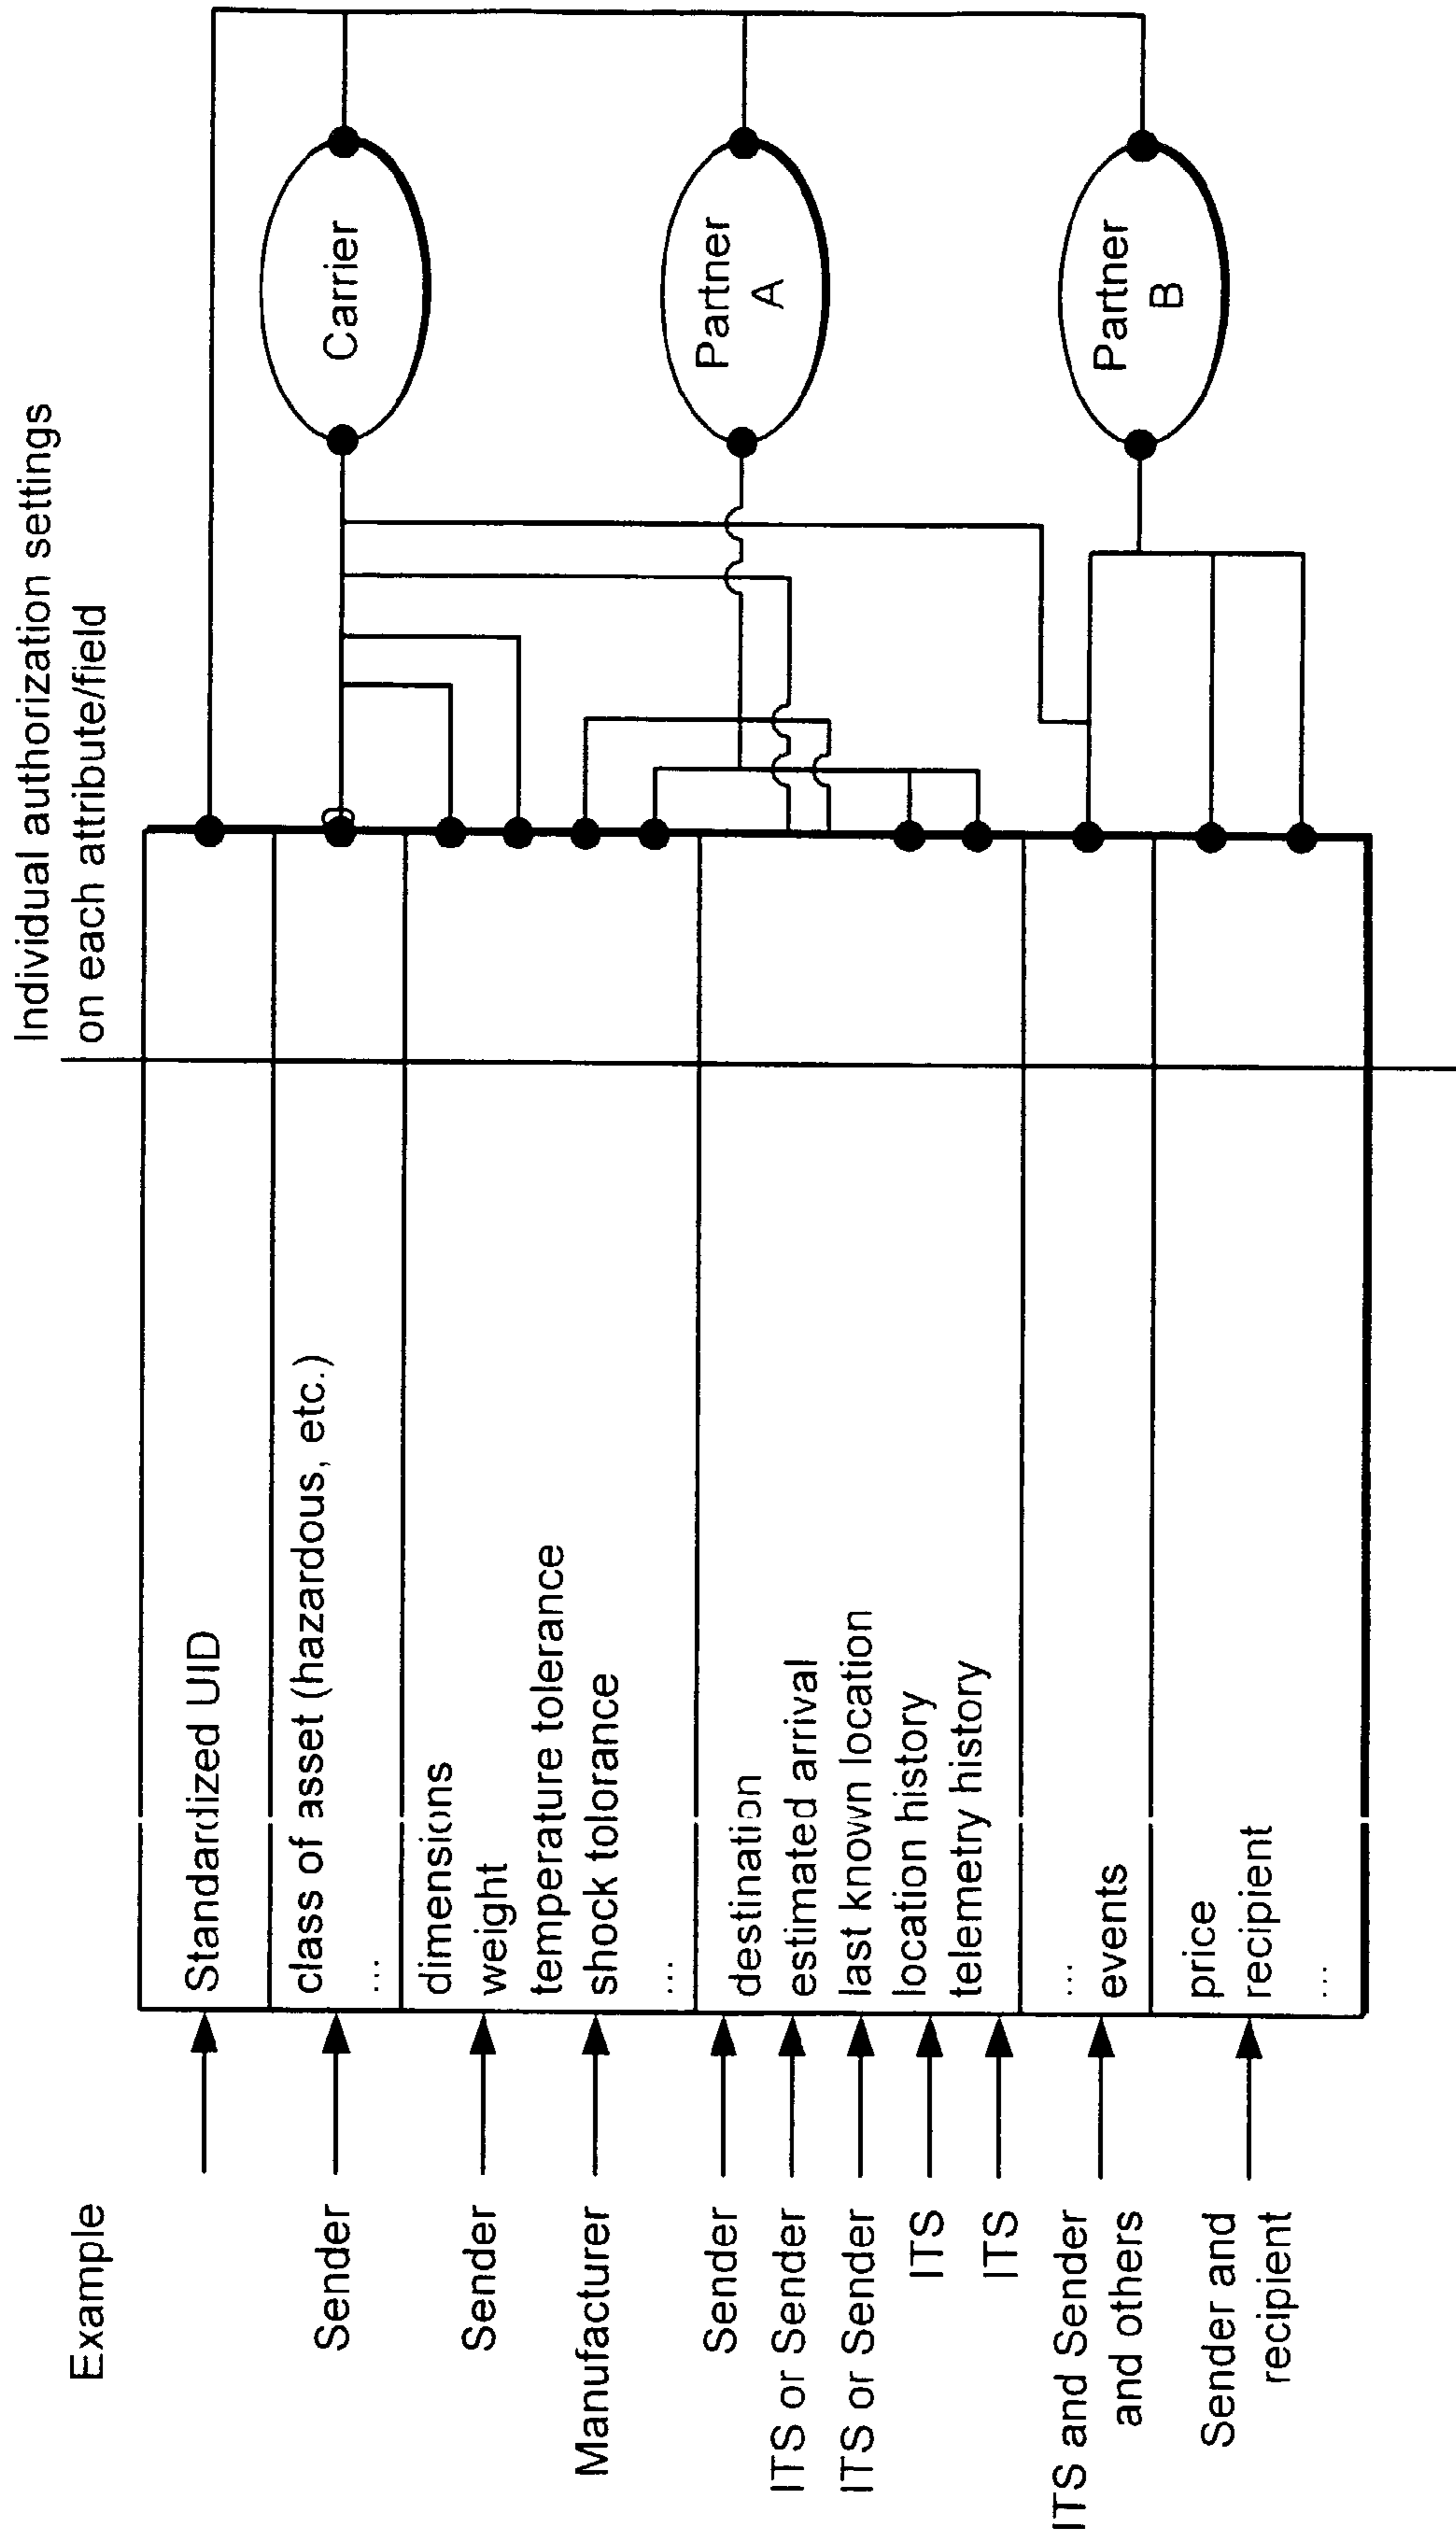 Individual authorization settings
on each attribute/field
Example
Standardized UID
Sender
class of asset (hazardous, etc.)
...
Sender
dimensions
weight
Manufacturer
temperature tolerance
shock tolorance
...
Sender
destination
ITS or Sender
estimated arrival
ITS or Sender
last known location
ITS
location history
ITS
telemetry history
ITS and Sender
and others
...
events
Sender and
recipient
price
recipient
...
Carrier
Partner
A
Partner
B